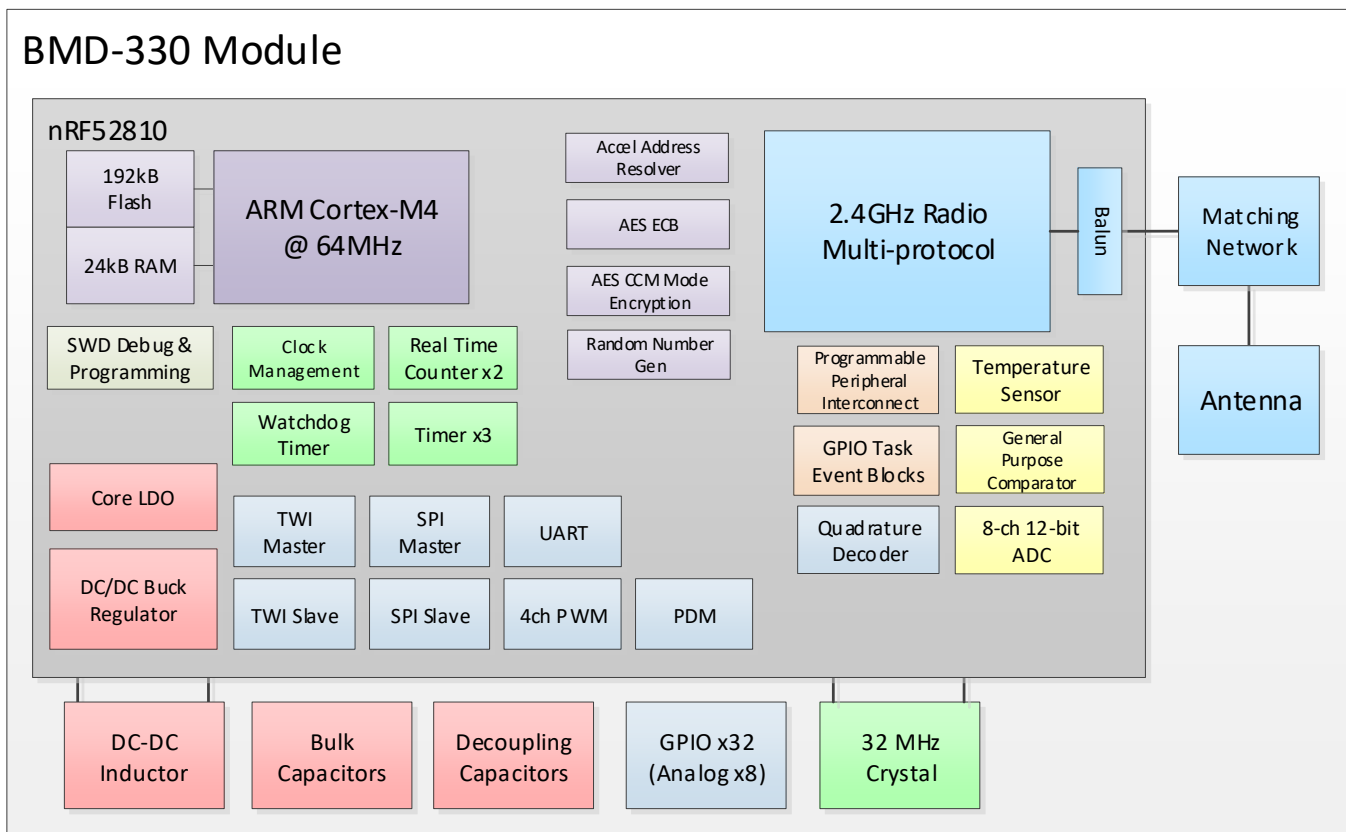 BMD-330 Module
nRF52810
192kB
Flash
24kB RAM
ARM Cortex-M4
@ 64MHz
Accel Address
Resolver
AES ECB
AES CCM Mode
Encryption
Random Number
Gen
2.4GHz Radio
Multi-protocol
Balun
Matching
Network
Antenna
SWD Debug &
Programming
Clock
Management
Real Time
Counter x2
Watchdog
Timer
Timer x3
Programmable
Peripheral
Interconnect
Temperature
Sensor
GPIO Task
Event Blocks
General
Purpose
Comparator
Quadrature
Decoder
8-ch 12-bit
ADC
Core LDO
DC/DC Buck
Regulator
TWI
Master
SPI
Master
UART
TWI Slave
SPI Slave
4ch PWM
PDM
DC-DC
Inductor
Bulk
Capacitors
Decoupling
Capacitors
GPIO x32
(Analog x8)
32 MHz
Crystal